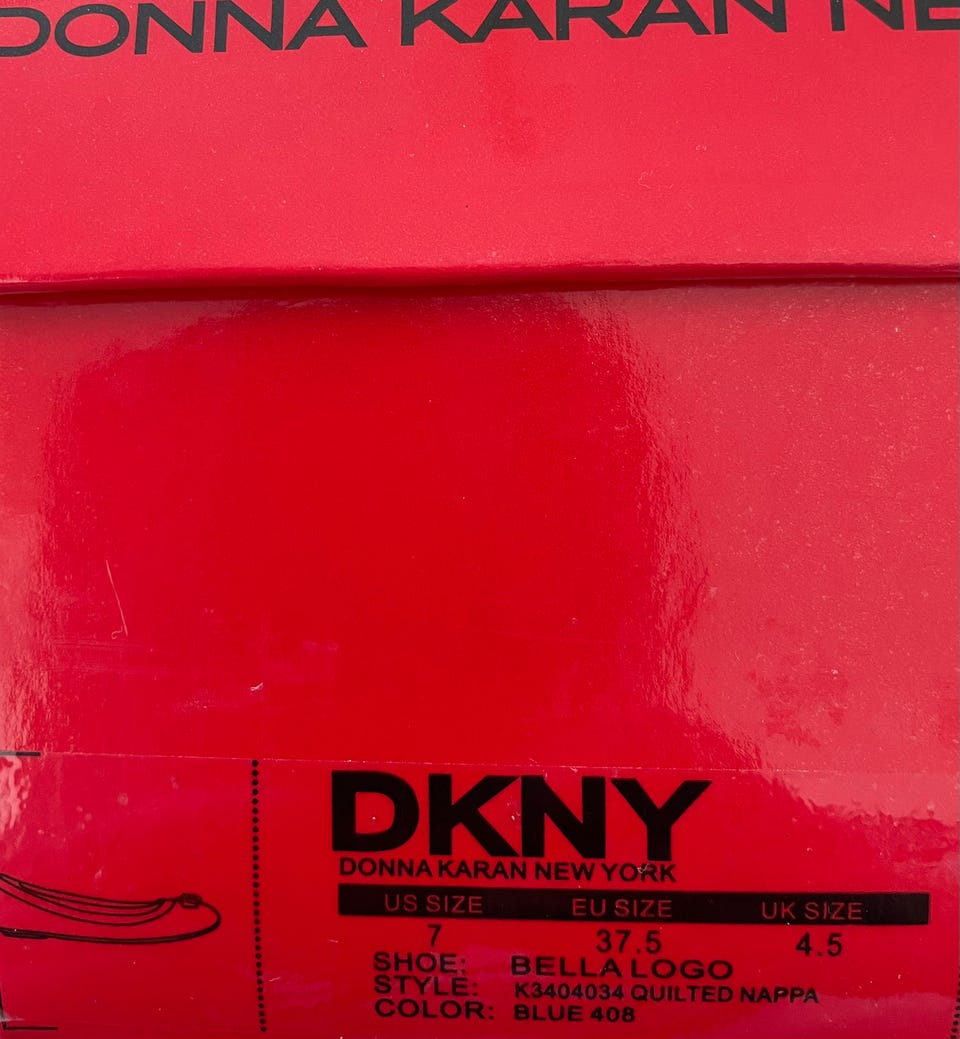 DONNA KARAN NE
DKNY
DONNA KARAN NEW YORK
US SIZE EU SIZE UK SIZE
7 37.5 4.5
SHOE: BELLA LOGO
STYLE: K3404034 QUILTED NAPPA
COLOR: BLUE 408